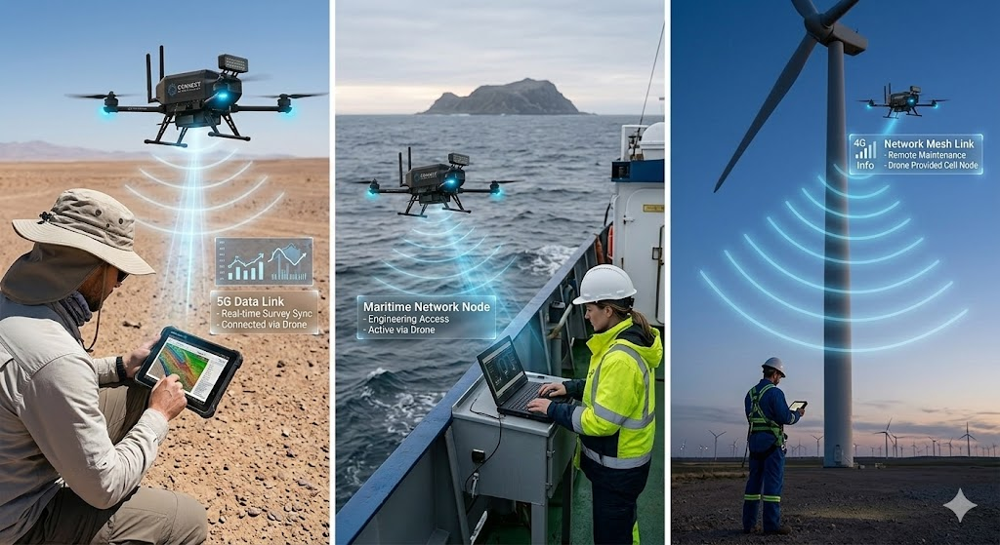 CONNECT
5G Data Link
- Real-time Survey Sync
- Connected via Drone
CONNECT
Maritime Network Node
- Engineering Access
- Active via Drone
4G
Info
Network Mesh Link
- Remote Maintenance
- Drone Provided Cell Node